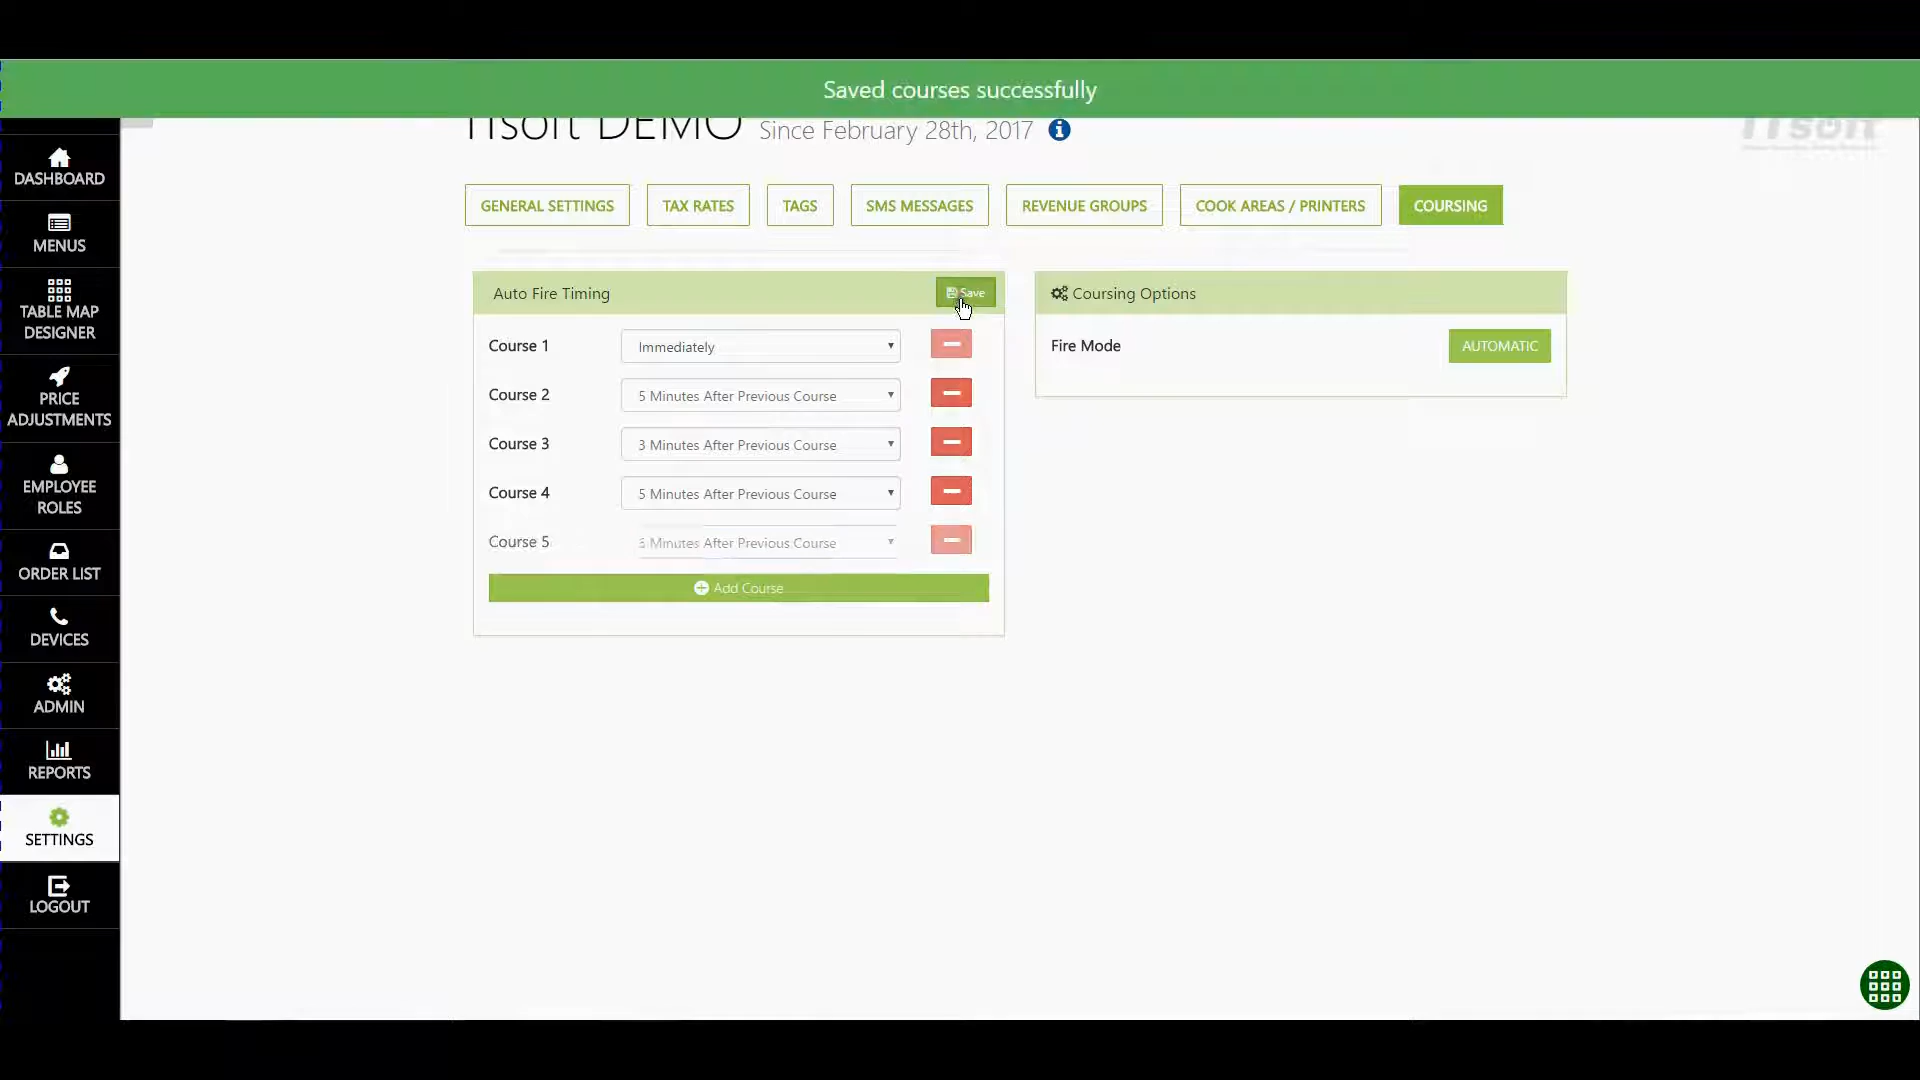 Saved courses successfully
ITsoft DEMO Since February 28th, 2017
ITsoft
DASHBOARD
MENUS
TABLE MAP
DESIGNER
PRICE
ADJUSTMENTS
EMPLOYEE
ROLES
ORDER LIST
DEVICES
ADMIN
REPORTS
SETTINGS
LOGOUT
GENERAL SETTINGS
TAX RATES
TAGS
SMS MESSAGES
REVENUE GROUPS
COOK AREAS / PRINTERS
COURSING
Auto Fire Timing
Save
Course 1 Immediately
Course 2 5 Minutes After Previous Course
Course 3 3 Minutes After Previous Course
Course 4 5 Minutes After Previous Course
Course 5 Minutes After Previous Course
Add Course
Coursing Options
Fire Mode AUTOMATIC